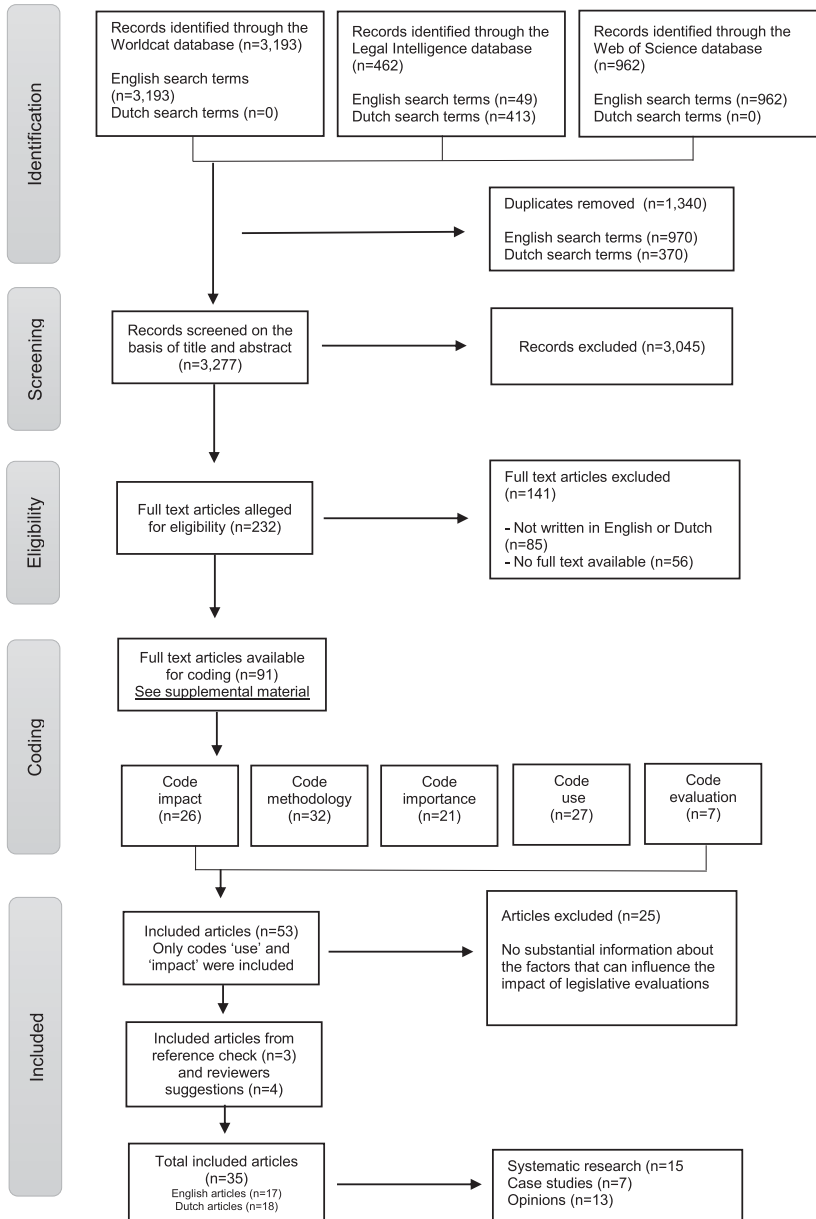 Identification
Records identified through the
Worldcat database (n=3,193)
English search terms
(n=3,193)
Dutch search terms (n=0)
Records identified through the
Legal Intelligence database
(n=462)
English search terms (n=49)
Dutch search terms (n=413)
Records identified through the
Web of Science database
(n=962)
English search terms (n=962)
Dutch search terms (n=0)
Duplicates removed (n=1,340)
English search terms (n=970)
Dutch search terms (n=370)
Screening
Records screened on the
basis of title and abstract
(n=3,277)
Records excluded (n=3,045)
Eligibility
Full text articles alleged
for eligibility (n=232)
Full text articles excluded
(n=141)
- Not written in English or Dutch
(n=85)
- No full text available (n=56)
Coding
Full text articles available
for coding (n=91)
See supplemental material
Code
impact
(n=26)
Code
methodology
(n=32)
Code
importance
(n=21)
Code
use
(n=27)
Code
evaluation
(n=7)
Included
Included articles (n=53)
Only codes ‘use’ and
‘impact’ were included
Articles excluded (n=25)
No substantial information about
the factors that can influence the
impact of legislative evaluations
Included articles from
reference check (n=3)
and reviewers
suggestions (n=4)
Total included articles
(n=35)
English articles (n=17)
Dutch articles (n=18)
Systematic research (n=15
Case studies (n=7)
Opinions (n=13)